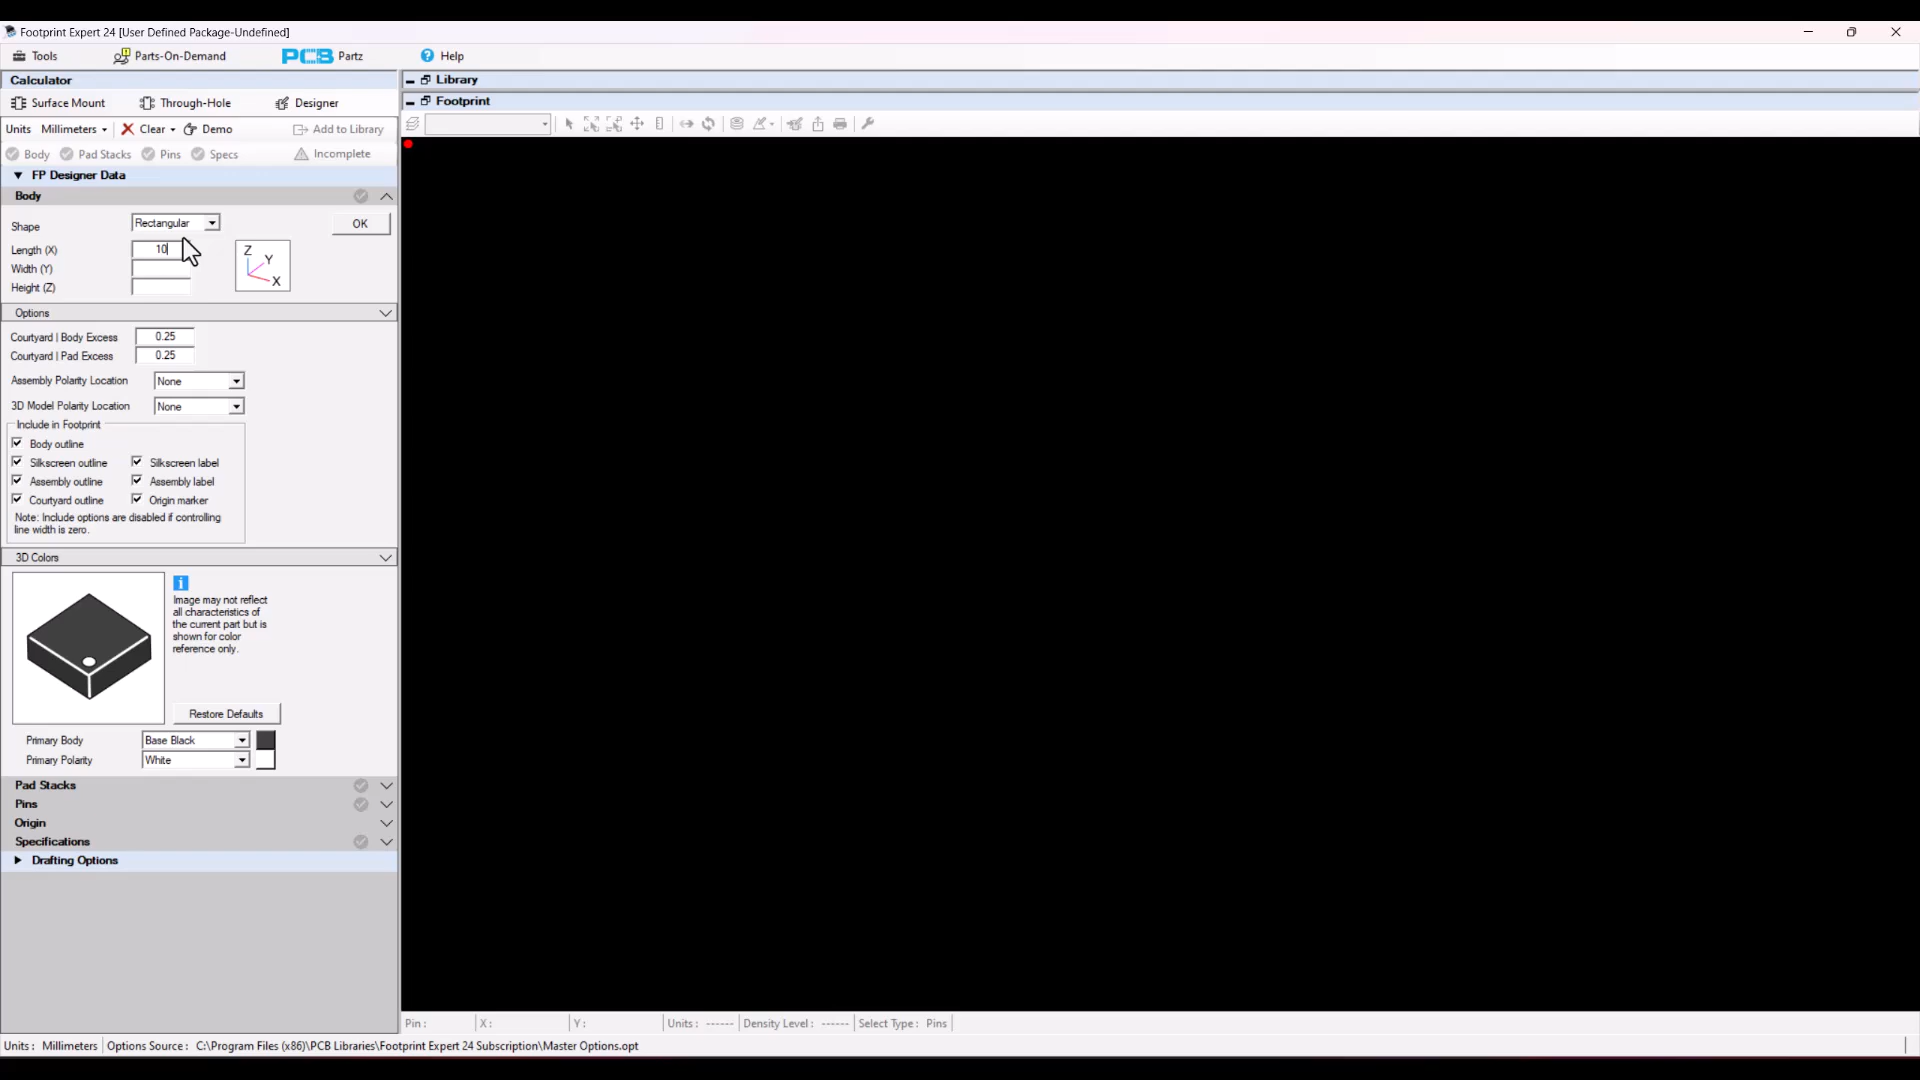 Footprint Expert 24 [User Defined Package-Undefined]
Tools Parts-On-Demand PCB Partz Help
Calculator
Library
Surface Mount Through-Hole Designer
Footprint
Units Millimeters Clear Demo Add to Library
Body Pad Stacks Pins Specs Incomplete
FP Designer Data
Body
Shape Rectangular OK
Length (X) 10
Width (Y)
Height (Z)
Z
Y
X
Options
Courtyard | Body Excess 0.25
Courtyard | Pad Excess 0.25
Assembly Polarity Location None
3D Model Polarity Location None
Include in Footprint
Body outline
Silkscreen outline Silkscreen label
Assembly outline Assembly label
Courtyard outline Origin marker
Note: Include options are disabled if controlling
line width is zero.
3D Colors
i
Image may not reflect
all characteristics of
the current part but is
shown for color
reference only.
Restore Defaults
Primary Body Base Black
Primary Polarity White
Pad Stacks
Pins
Origin
Specifications
Drafting Options
Pin : X : Y : Units : ------ Density Level : ------ Select Type : Pins
Units : Millimeters Options Source : C:\Program Files (x86)\PCB Libraries\Footprint Expert 24 Subscription\Master Options.opt